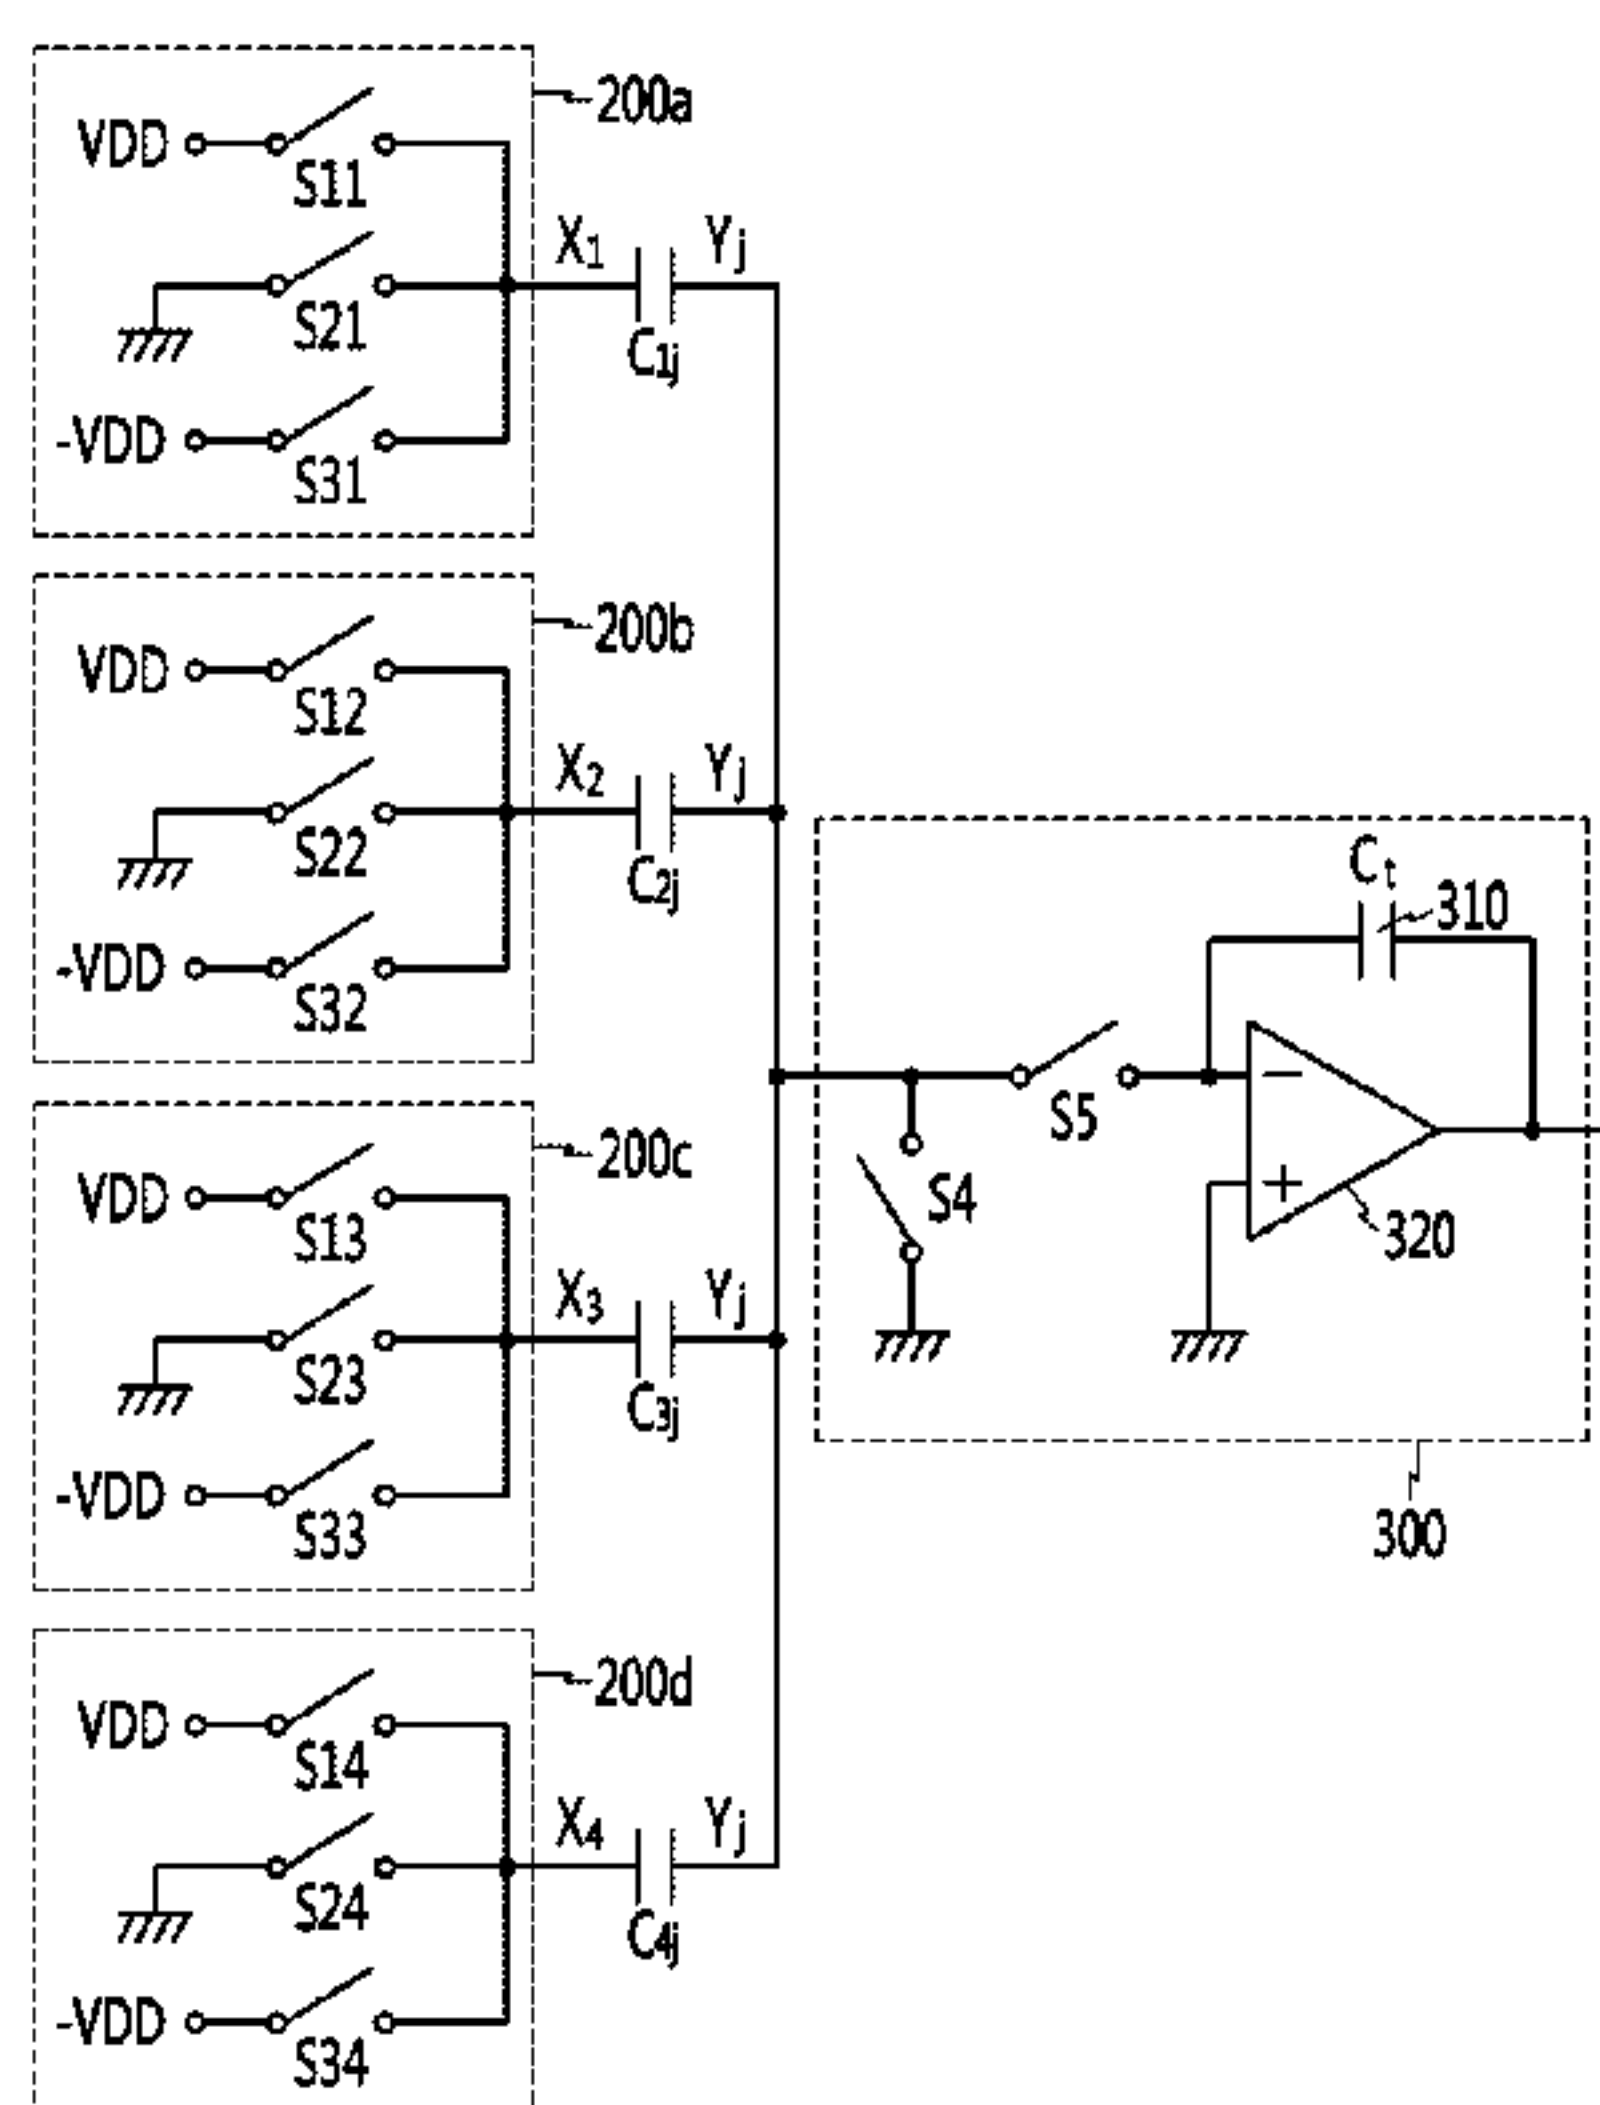 200a
VDD
S11
X1 Yj
S21
C1j
-VDD
S31
200b
VDD
S12
X2 Yj
S22
C2j
-VDD
S32
Ct
310
S5
S4
−
+
320
300
200c
VDD
S13
X3 Yj
S23
C3j
-VDD
S33
200d
VDD
S14
X4 Yj
S24
C4j
-VDD
S34